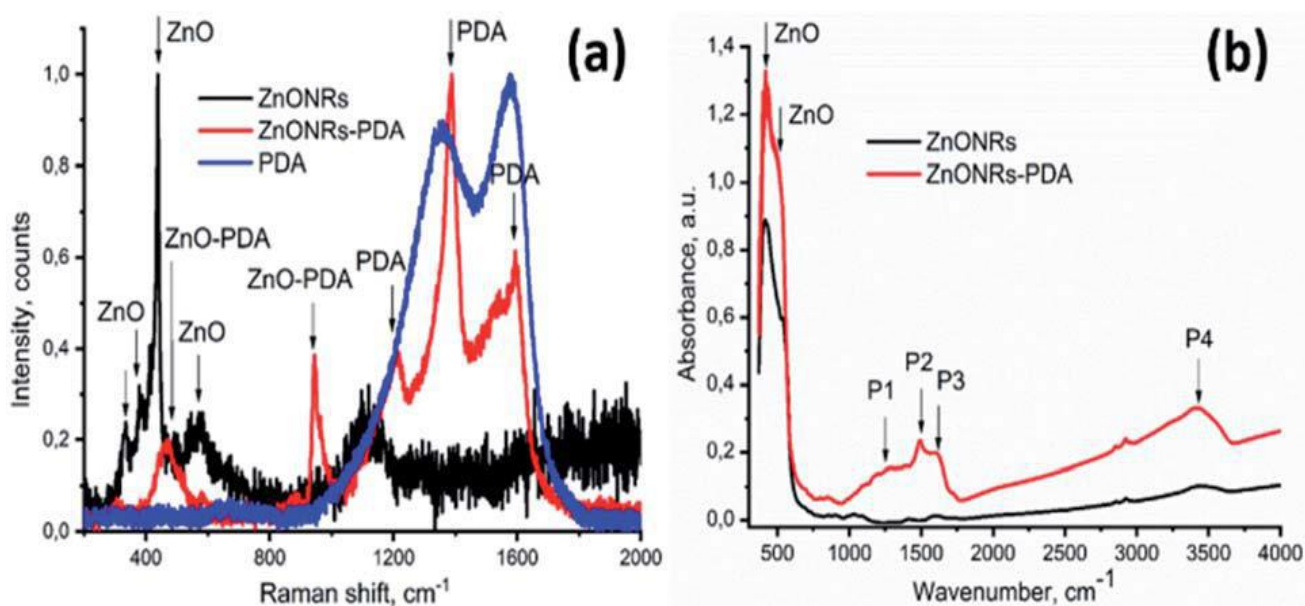 ZnO
PDA
(a)
ZnONRs
ZnONRs-PDA
PDA
PDA
ZnO-PDA
PDA
ZnO-PDA
ZnO
ZnO
1,0
0,8
0,6
0,4
0,2
0,0
Intensity, counts
400
800
1200
1600
2000
Raman shift, cm-1
ZnO
(b)
ZnO
ZnONRs
ZnONRs-PDA
P4
P2
P1
P3
1,4
1,2
1,0
0,8
0,6
0,4
0,2
0,0
Absorbance, a.u.
500
1000
1500
2000
2500
3000
3500
4000
Wavenumber, cm-1